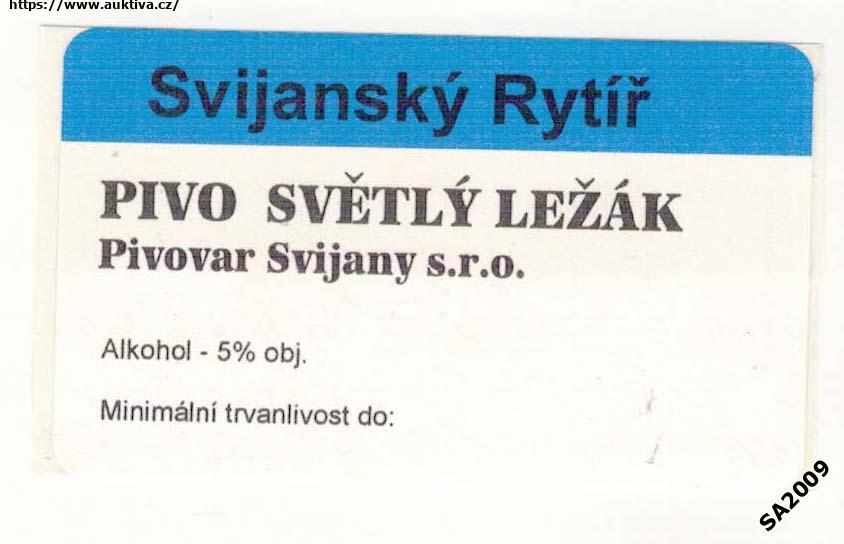 https://www.auktiva.cz/
Svijanský Rytíř
PIVO SVĚTLÝ LEŽÁK
Pivovar Svijany s.r.o.
Alkohol - 5% obj.
Minimální trvanlivost do:
SA2009